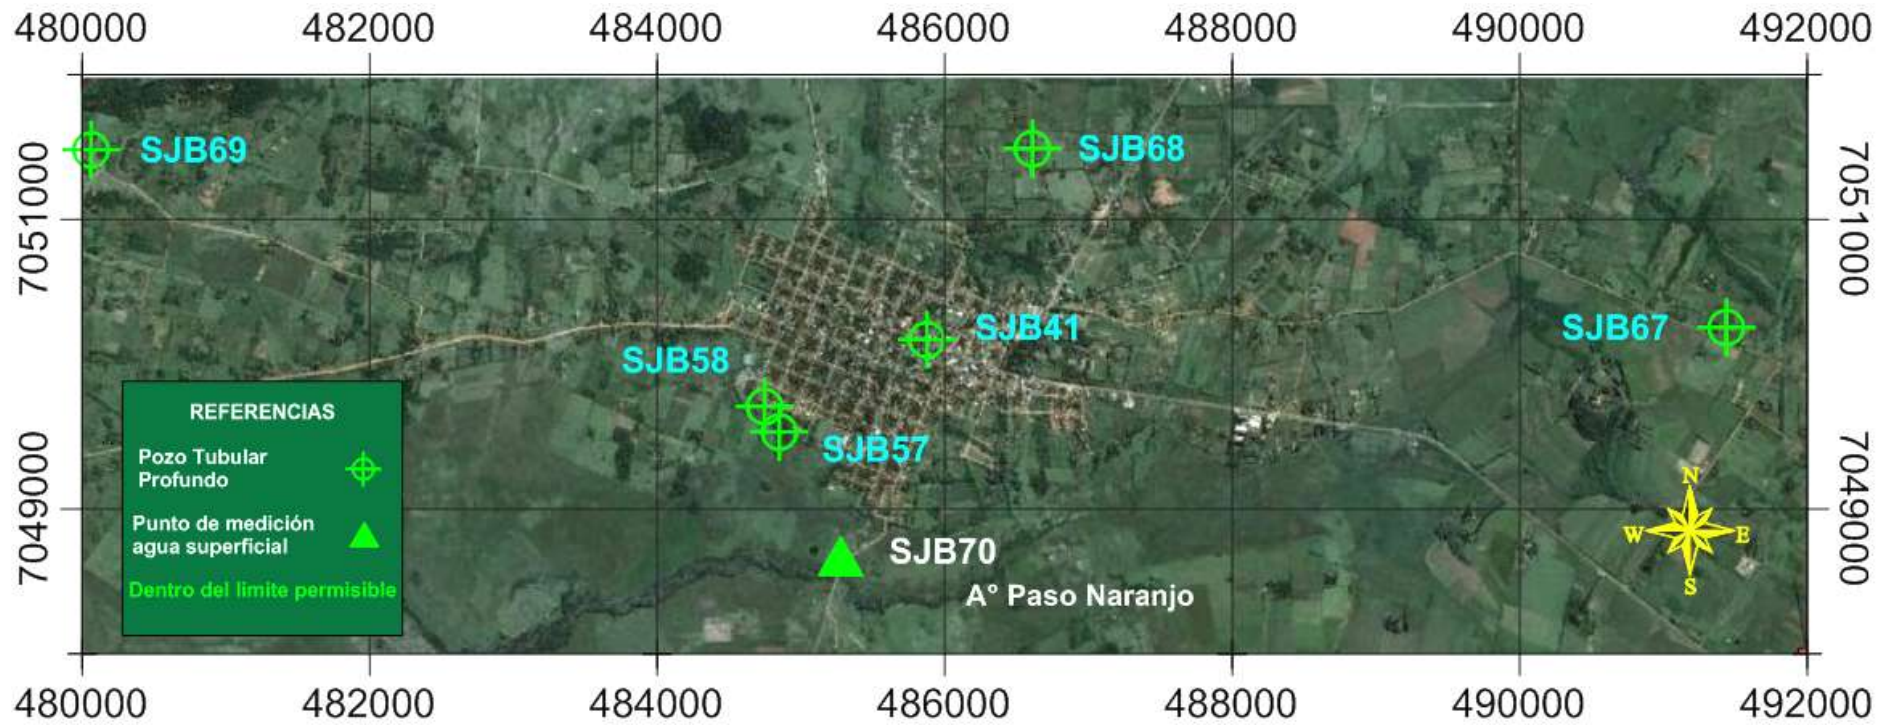 480000 482000 484000 486000 488000 490000 492000
SJB69
SJB68
7051000
7051000
SJB41
SJB67
SJB58
SJB57
REFERENCIAS
Pozo Tubular
Profundo
Punto de medición
agua superficial
Dentro del limite permisible
7049000
7049000
SJB70
A° Paso Naranjo
N
W E
S
480000 482000 484000 486000 488000 490000 492000